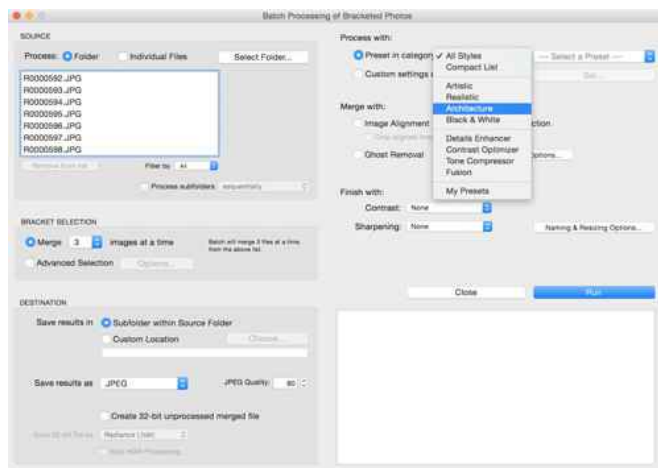 Batch Processing of Bracketed Photos
SOURCE
Process: Folder Individual Files Select Folder...
R0000592.JPG
R0000593.JPG
R0000594.JPG
R0000595.JPG
R0000596.JPG
R0000597.JPG
R0000598.JPG
Remove from list Filter by: All
Process subfolders sequentially
BRACKET SELECTION
Merge 3 images at a time
Batch will merge 3 files at a time
from the above list.
Advanced Selection Options...
DESTINATION
Save results in Subfolder within Source Folder
Custom Location Choose...
Save results as JPEG JPEG Quality: 80
Create 32-bit unprocessed merged file
Radiance (.hdr)
Process with:
Preset in category
Custom settings
All Styles
Compact List
Artistic
Realistic
Architecture
Black & White
Details Enhancer
Contrast Optimizer
Tone Compressor
Fusion
My Presets
--- Select a Preset ---
Set...
Merge with:
Image Alignment
Ghost Removal
Finish with:
Contrast: None
Sharpening: None Naming & Resizing Options...
Close Run